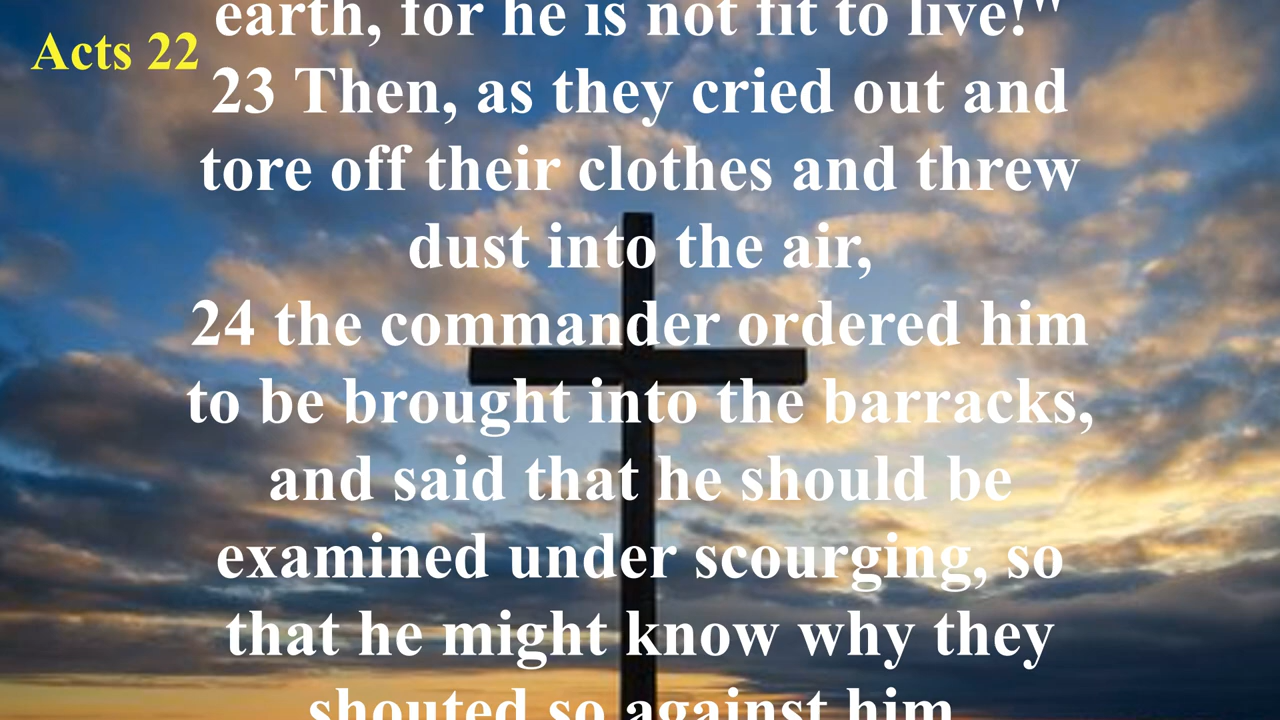 earth, for he is not fit to live!"
Acts 22
23 Then, as they cried out and
tore off their clothes and threw
dust into the air,
24 the commander ordered him
to be brought into the barracks,
and said that he should be
examined under scourging, so
that he might know why they
shouted so against him